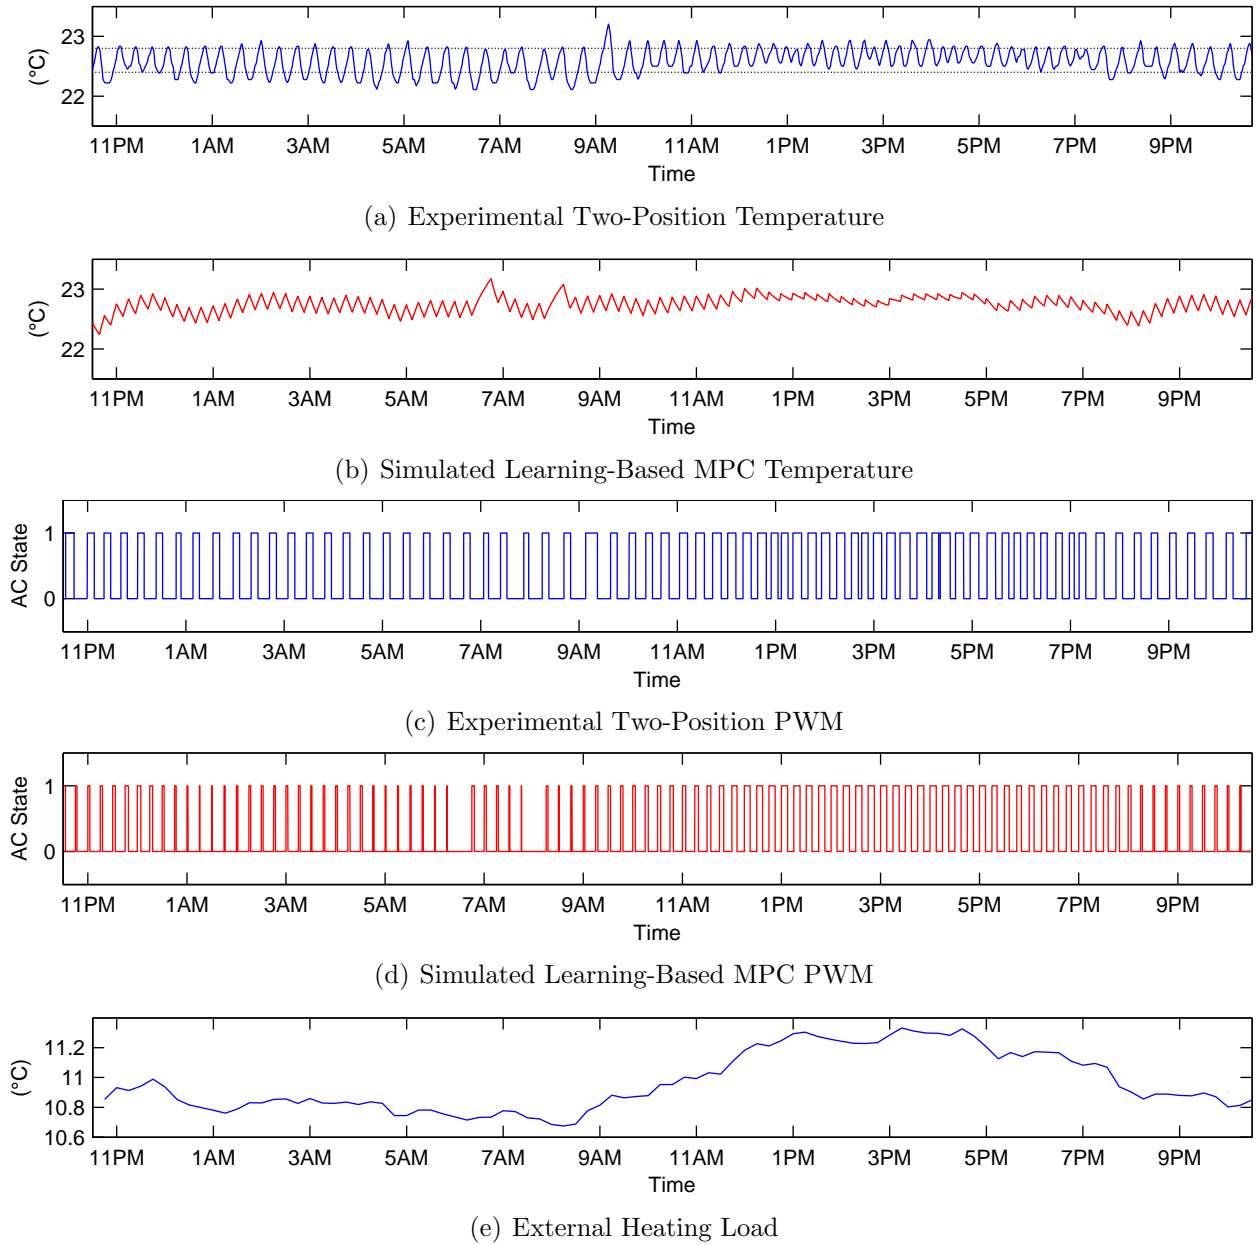 23
22
(°C)
11PM 1AM 3AM 5AM 7AM 9AM 11AM 1PM 3PM 5PM 7PM 9PM
Time
(a) Experimental Two-Position Temperature
23
22
(°C)
11PM 1AM 3AM 5AM 7AM 9AM 11AM 1PM 3PM 5PM 7PM 9PM
Time
(b) Simulated Learning-Based MPC Temperature
1
0
AC State
11PM 1AM 3AM 5AM 7AM 9AM 11AM 1PM 3PM 5PM 7PM 9PM
Time
(c) Experimental Two-Position PWM
1
0
AC State
11PM 1AM 3AM 5AM 7AM 9AM 11AM 1PM 3PM 5PM 7PM 9PM
Time
(d) Simulated Learning-Based MPC PWM
11.2
11
10.8
10.6
(°C)
11PM 1AM 3AM 5AM 7AM 9AM 11AM 1PM 3PM 5PM 7PM 9PM
Time
(e) External Heating Load